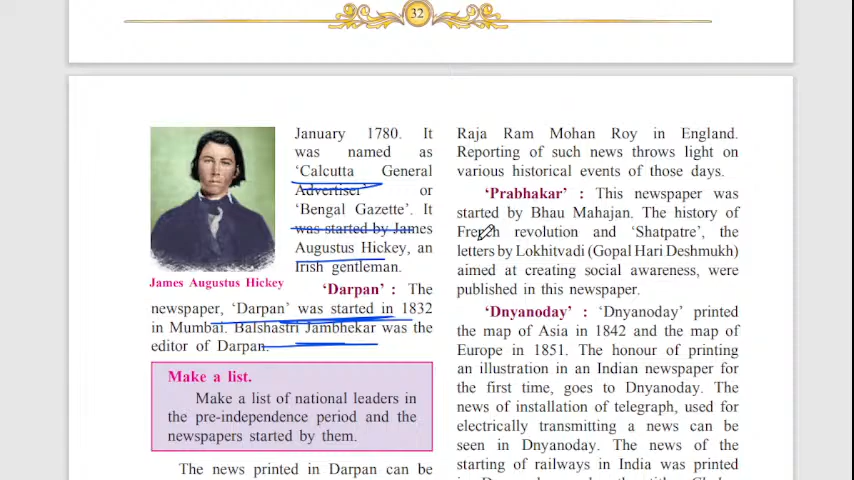 32
January 1780. It
was named as
‘Calcutta General
Advertiser’ or
‘Bengal Gazette’. It
was started by James
Augustus Hickey, an
Irish gentleman.
James Augustus Hickey
‘Darpan’ : The
newspaper, ‘Darpan’ was started in 1832
in Mumbai. Balshastri Jambhekar was the
editor of Darpan.
Make a list.
Make a list of national leaders in
the pre-independence period and the
newspapers started by them.
The news printed in Darpan can be
Raja Ram Mohan Roy in England.
Reporting of such news throws light on
various historical events of those days.
‘Prabhakar’ : This newspaper was
started by Bhau Mahajan. The history of
French revolution and ‘Shatpatre’, the
letters by Lokhitvadi (Gopal Hari Deshmukh)
aimed at creating social awareness, were
published in this newspaper.
‘Dnyanoday’ : ‘Dnyanoday’ printed
the map of Asia in 1842 and the map of
Europe in 1851. The honour of printing
an illustration in an Indian newspaper for
the first time, goes to Dnyanoday. The
news of installation of telegraph, used for
electrically transmitting a news can be
seen in Dnyanoday. The news of the
starting of railways in India was printed